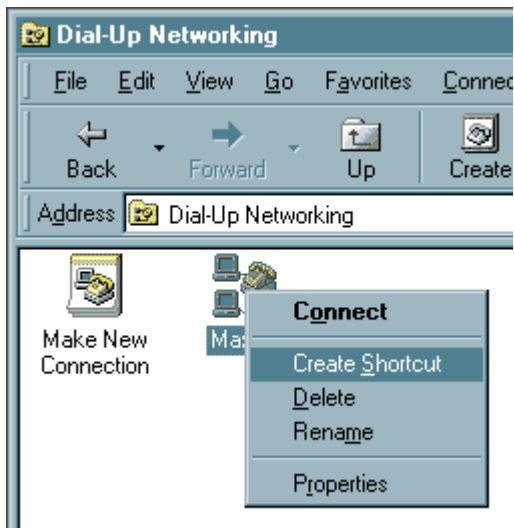 Dial-Up Networking
File Edit View Go Favorites
Back Forward Up Create
Address Dial-Up Networking
Make New
Connection
Connect
Create Shortcut
Delete
Rename
Properties